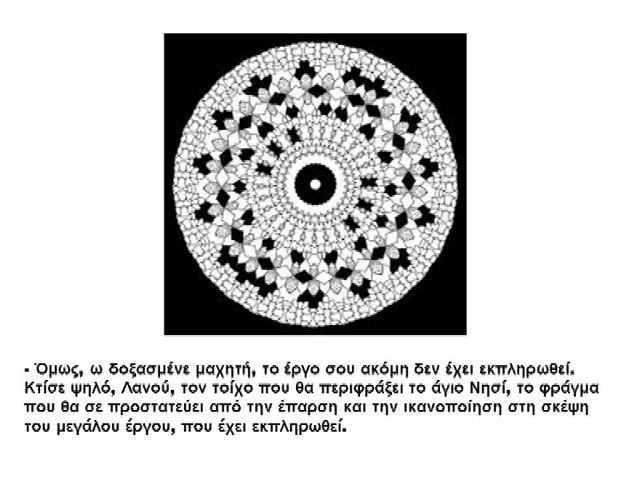 - Όμως, ω δοξασμένε μαχητή, το έργο σου ακόμη δεν έχει εκπληρωθεί.
Κτίσε ψηλό, Λανού, τον τοίχο που θα περιφράξει το άγιο Νησί, το φράγμα
που θα σε προστατεύει από την έπαρση και την ικανοποίηση στη σκέψη
του μεγάλου έργου, που έχει εκπληρωθεί.